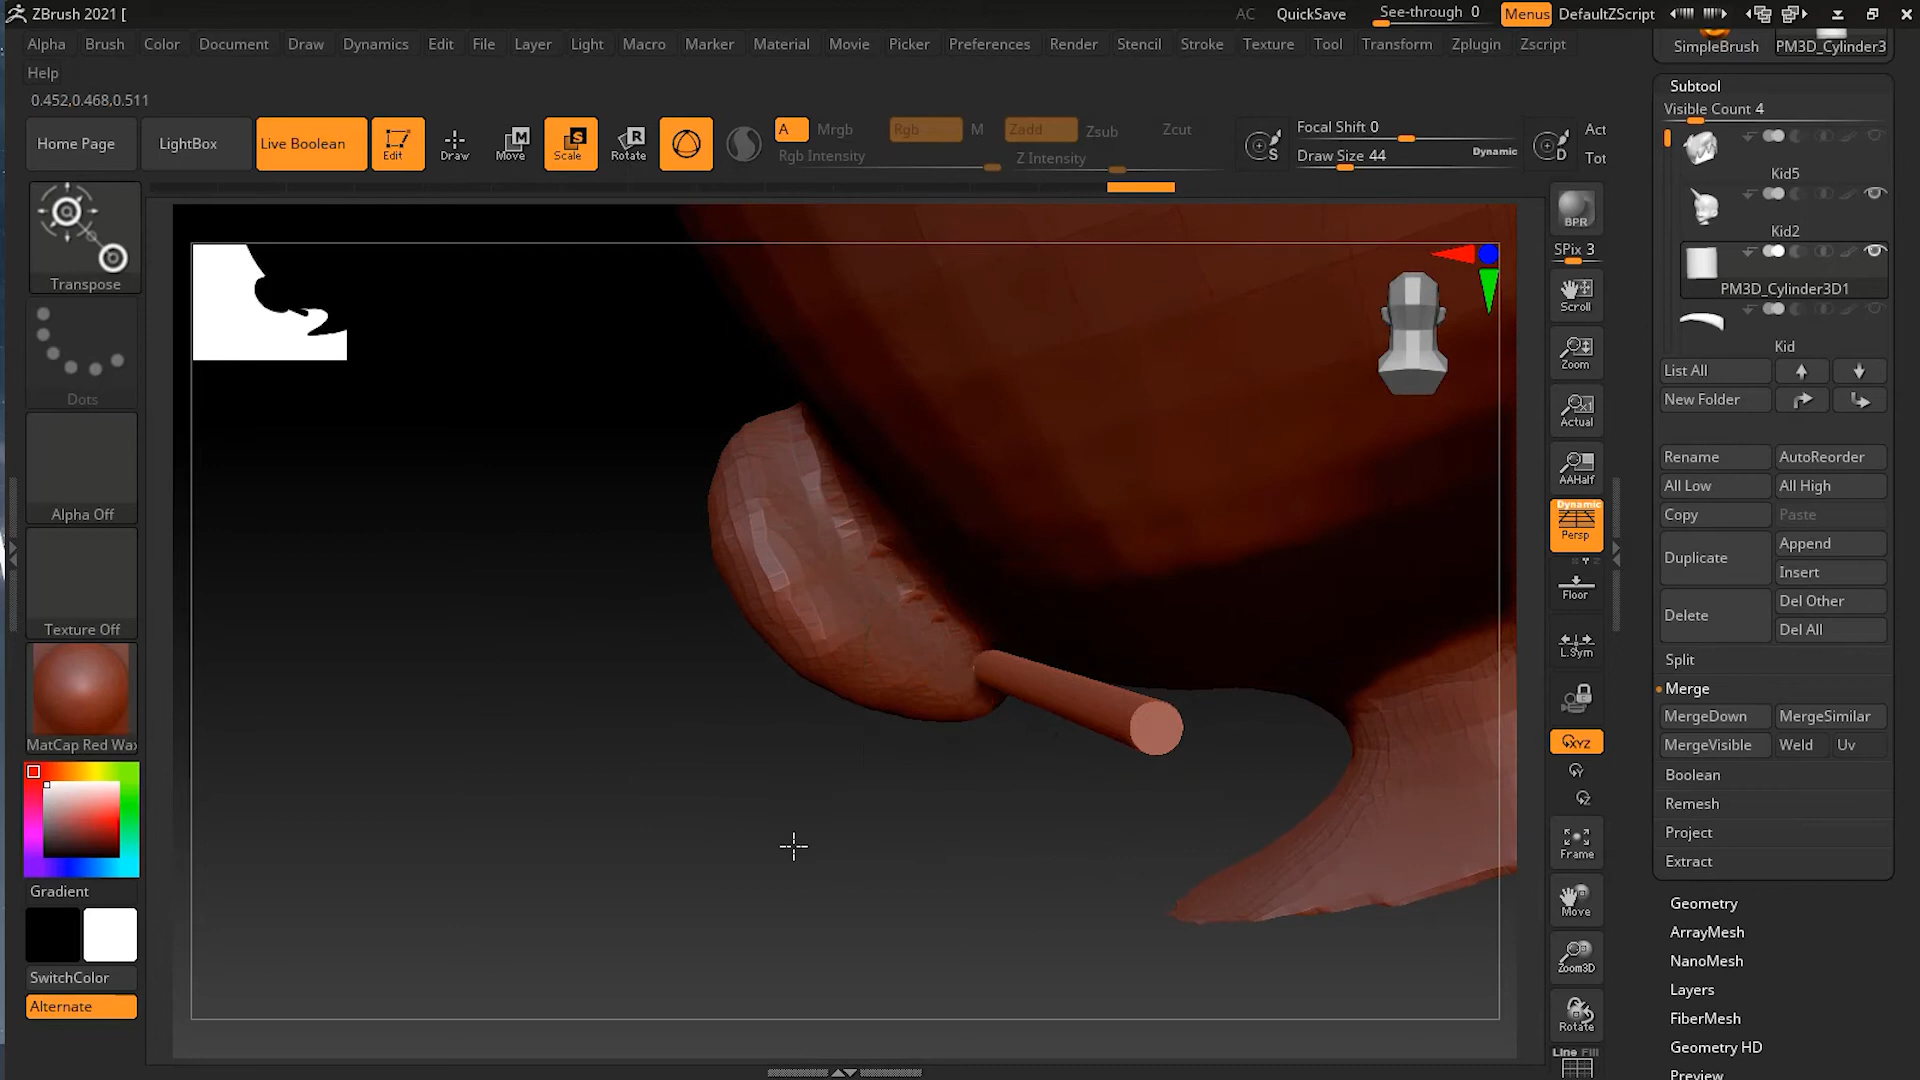 ZBrush 2021 [
AC QuickSave See-through 0 Menus DefaultZScript
Alpha Brush Color Document Draw Dynamics Edit File Layer Light Macro Marker Material Movie Movie Picker Preferences Render Stencil Stroke Texture Tool Transform Zplugin Zscript
Help
0.452,0.468,0.511
Home Page LightBox Live Boolean Edit Draw Move Scale Rotate
A Mrgb Rgb M Zadd Zsub Zcut
Rgb Intensity Z Intensity
S Focal Shift 0
Draw Size 44 Dynamic
D Act
Tot
Transpose
Dots
Alpha Off
Texture Off
MatCap Red Wax
Gradient
SwitchColor
Alternate
BPR
SPix 3
Scroll
Zoom
Actual
AAHalf
Dynamic
Persp
Floor
L.Sym
XYZ
Y
Z
Frame
Move
Zoom3D
Rotate
Line Fill
SimpleBrush PM3D_Cylinder3
Subtool
Visible Count 4
Kid5
Kid2
PM3D_Cylinder3D1
Kid
List All
New Folder
Rename AutoReorder
All Low All High
Copy Paste
Duplicate Append
Insert
Delete Del Other
Del All
Split
Merge
MergeDown MergeSimilar
MergeVisible Weld Uv
Boolean
Remesh
Project
Extract
Geometry
ArrayMesh
NanoMesh
Layers
FiberMesh
Geometry HD
Preview